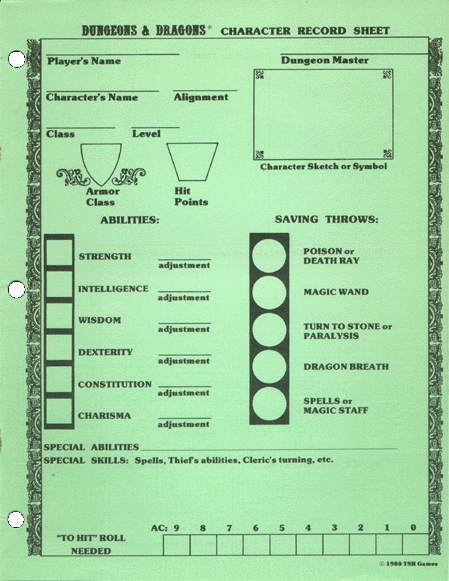 DUNGEONS & DRAGONS® CHARACTER RECORD SHEET
Player's Name
Dungeon Master
Character's Name
Alignment
Class
Level
Character Sketch or Symbol
Armor
Class
Hit
Points
ABILITIES:
SAVING THROWS:
STRENGTH
adjustment
POISON or
DEATH RAY
INTELLIGENCE
adjustment
MAGIC WAND
WISDOM
adjustment
TURN TO STONE or
PARALYSIS
DEXTERITY
adjustment
DRAGON BREATH
CONSTITUTION
adjustment
SPELLS or
MAGIC STAFF
CHARISMA
adjustment
SPECIAL ABILITIES
SPECIAL SKILLS: Spells, Thief's abilities, Cleric's turning, etc.
AC: 9 8 7 6 5 4 3 2 1 0
"TO HIT" ROLL
NEEDED
© 1980 TSR Games